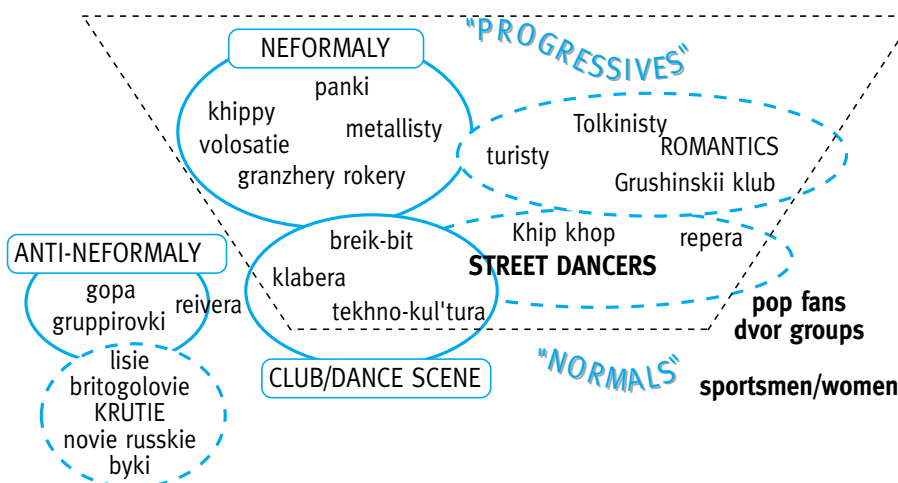 "PROGRESSIVES"
NEFORMALY
panki
khippy
metallisty
volosatie
granzhery rokery
Tolkinisty
turisty
ROMANTICS
Grushinskii klub
breik-bit
Khip khop
repera
STREET DANCERS
klabera
tekhno-kul'tura
CLUB/DANCE SCENE
ANTI-NEFORMALY
gopa
reivera
gruppirovki
lisie
britogolovie
KRUTIE
novie russkie
byki
"NORMALS"
pop fans
dvor groups
sportsmen/women